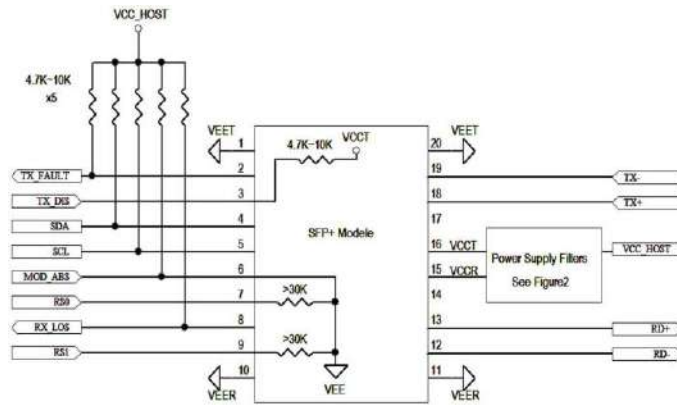 VCC_HOST
4.7K~10K
x5
VEET
1
4.7K~10K
VCCT
20
VEET
TX_FAULT
2
19
TX-
TX_DIS
3
18
TX+
SDA
4
17
SFP+ Modele
SCL
5
16
VCCT
Power Supply Filters
See Figure2
VCC_HOST
MOD_ABS
6
15
VCCR
RS0
7
>30K
14
RX_LOS
8
13
RD+
RS1
9
>30K
12
RD-
VEER
10
VEE
11
VEER